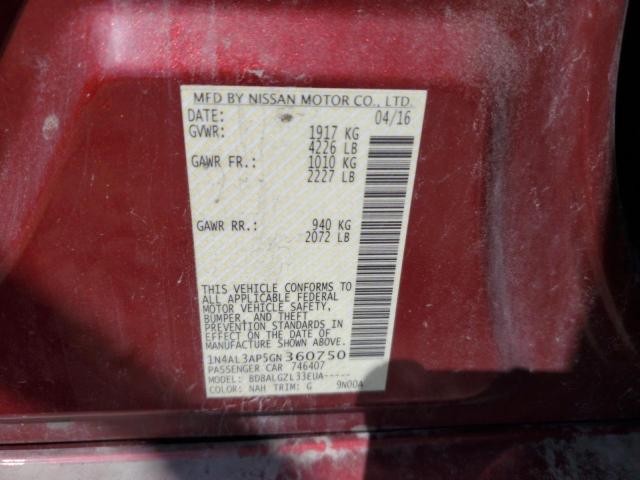 MFD BY NISSAN MOTOR CO., LTD.
DATE: 04/16
GVWR: 1917 KG
4226 LB
GAWR FR.: 1010 KG
2227 LB
GAWR RR.: 940 KG
2072 LB
THIS VEHICLE CONFORMS TO
ALL APPLICABLE FEDERAL
MOTOR VEHICLE SAFETY,
BUMPER, AND THEFT
PREVENTION STANDARDS IN
EFFECT ON THE DATE OF
MANUFACTURE SHOWN ABOVE.
1N4AL3AP5GN360750
PASSENGER CAR 746407
MODEL: BDBALGZL33EUA-----
COLOR: NAH TRIM: G 9N00A